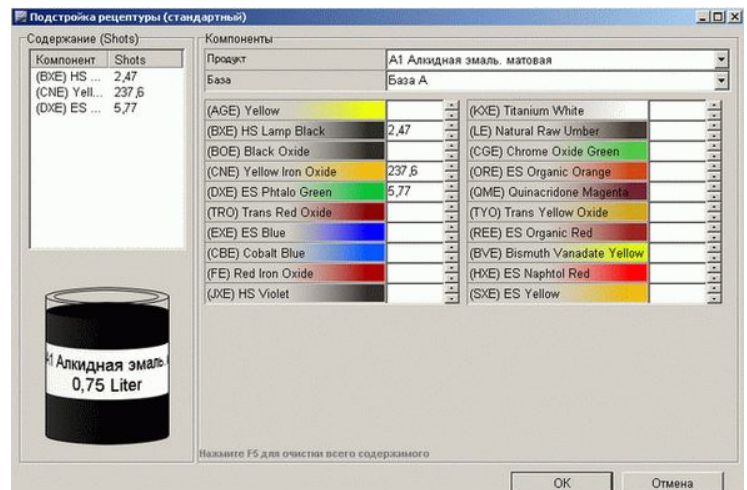 Подстройка рецептуры (стандартный)
Содержание (Shots)
Компонент Shots
(BXE) HS ... 2,47
(CNE) Yell... 237,6
(DXE) ES ... 5,77
А1 Алкидная эмаль.
0,75 Liter
Компоненты
Продукт А1 Алкидная эмаль. матовая
База База А
(AGE) Yellow
(BXE) HS Lamp Black 2,47
(BOE) Black Oxide
(CNE) Yellow Iron Oxide 237,6
(DXE) ES Phtalo Green 5,77
(TRO) Trans Red Oxide
(EXE) ES Blue
(CBE) Cobalt Blue
(FE) Red Iron Oxide
(JXE) HS Violet
(KXE) Titanium White
(LE) Natural Raw Umber
(CGE) Chrome Oxide Green
(ORE) ES Organic Orange
(QME) Quinacridone Magenta
(TYO) Trans Yellow Oxide
(REE) ES Organic Red
(BVE) Bismuth Vanadate Yellow
(HXE) ES Naphtol Red
(SXE) ES Yellow
Нажмите F5 для очистки всего содержимого
OK Отмена